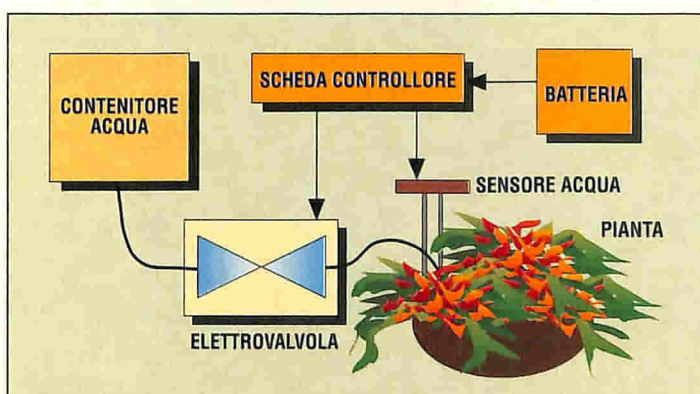 CONTENITORE
ACQUA
SCHEDA CONTROLLORE
BATTERIA
SENSORE ACQUA
PIANTA
ELETTROVALVOLA